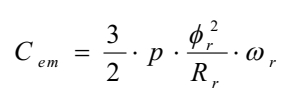 C_em = 3/2 · p · ϕ_r^2/R_r · ω_r